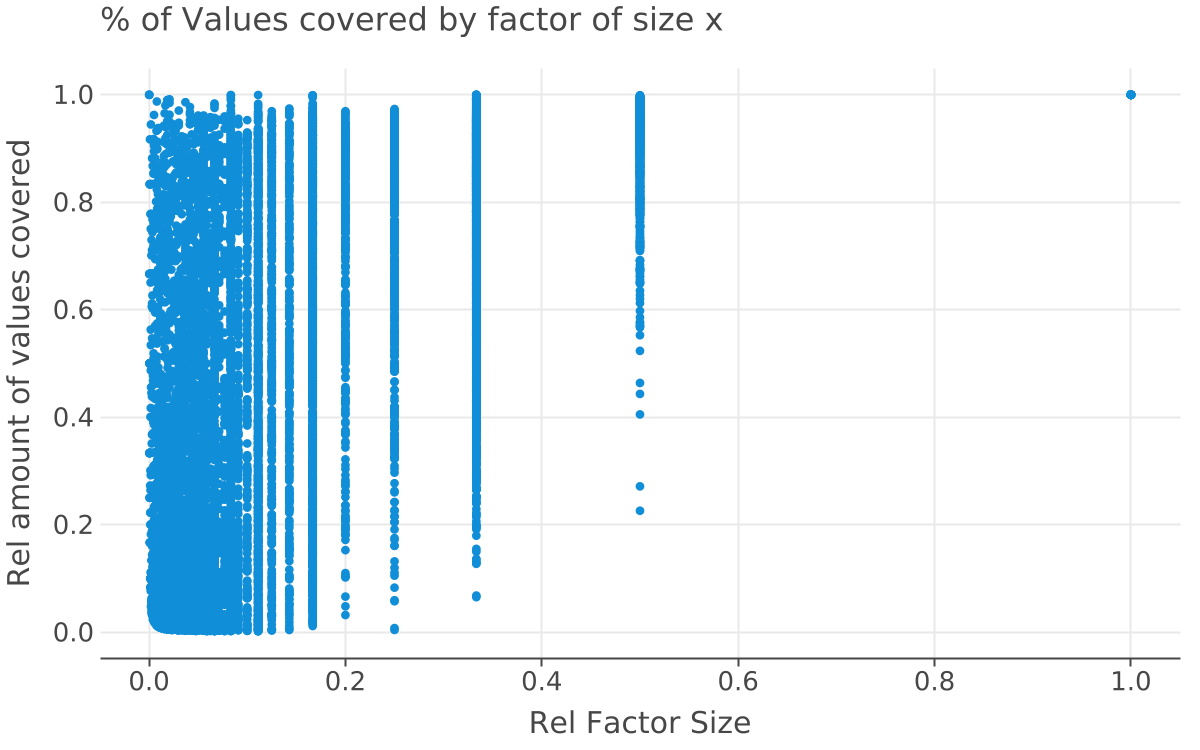 % of Values covered by factor of size x
Rel amount of values covered
1.0
0.8
0.6
0.4
0.2
0.0
0.0 0.2 0.4 0.6 0.8 1.0
Rel Factor Size